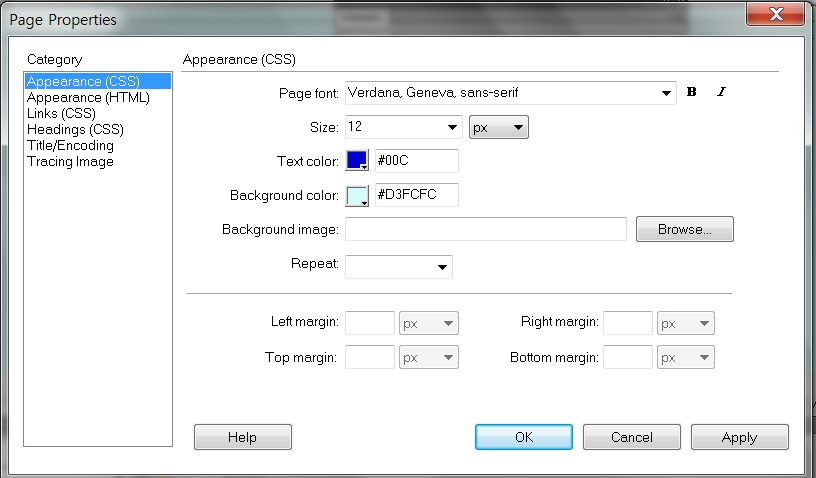 Page Properties
Category
Appearance (CSS)
Appearance (HTML)
Links (CSS)
Headings (CSS)
Title/Encoding
Tracing Image
Appearance (CSS)
Page font: Verdana, Geneva, sans-serif B I
Size: 12 px
Text color: #00C
Background color: #D3FCFC
Background image: Browse...
Repeat:
Left margin: px Right margin: px
Top margin: px Bottom margin: px
Help OK Cancel Apply